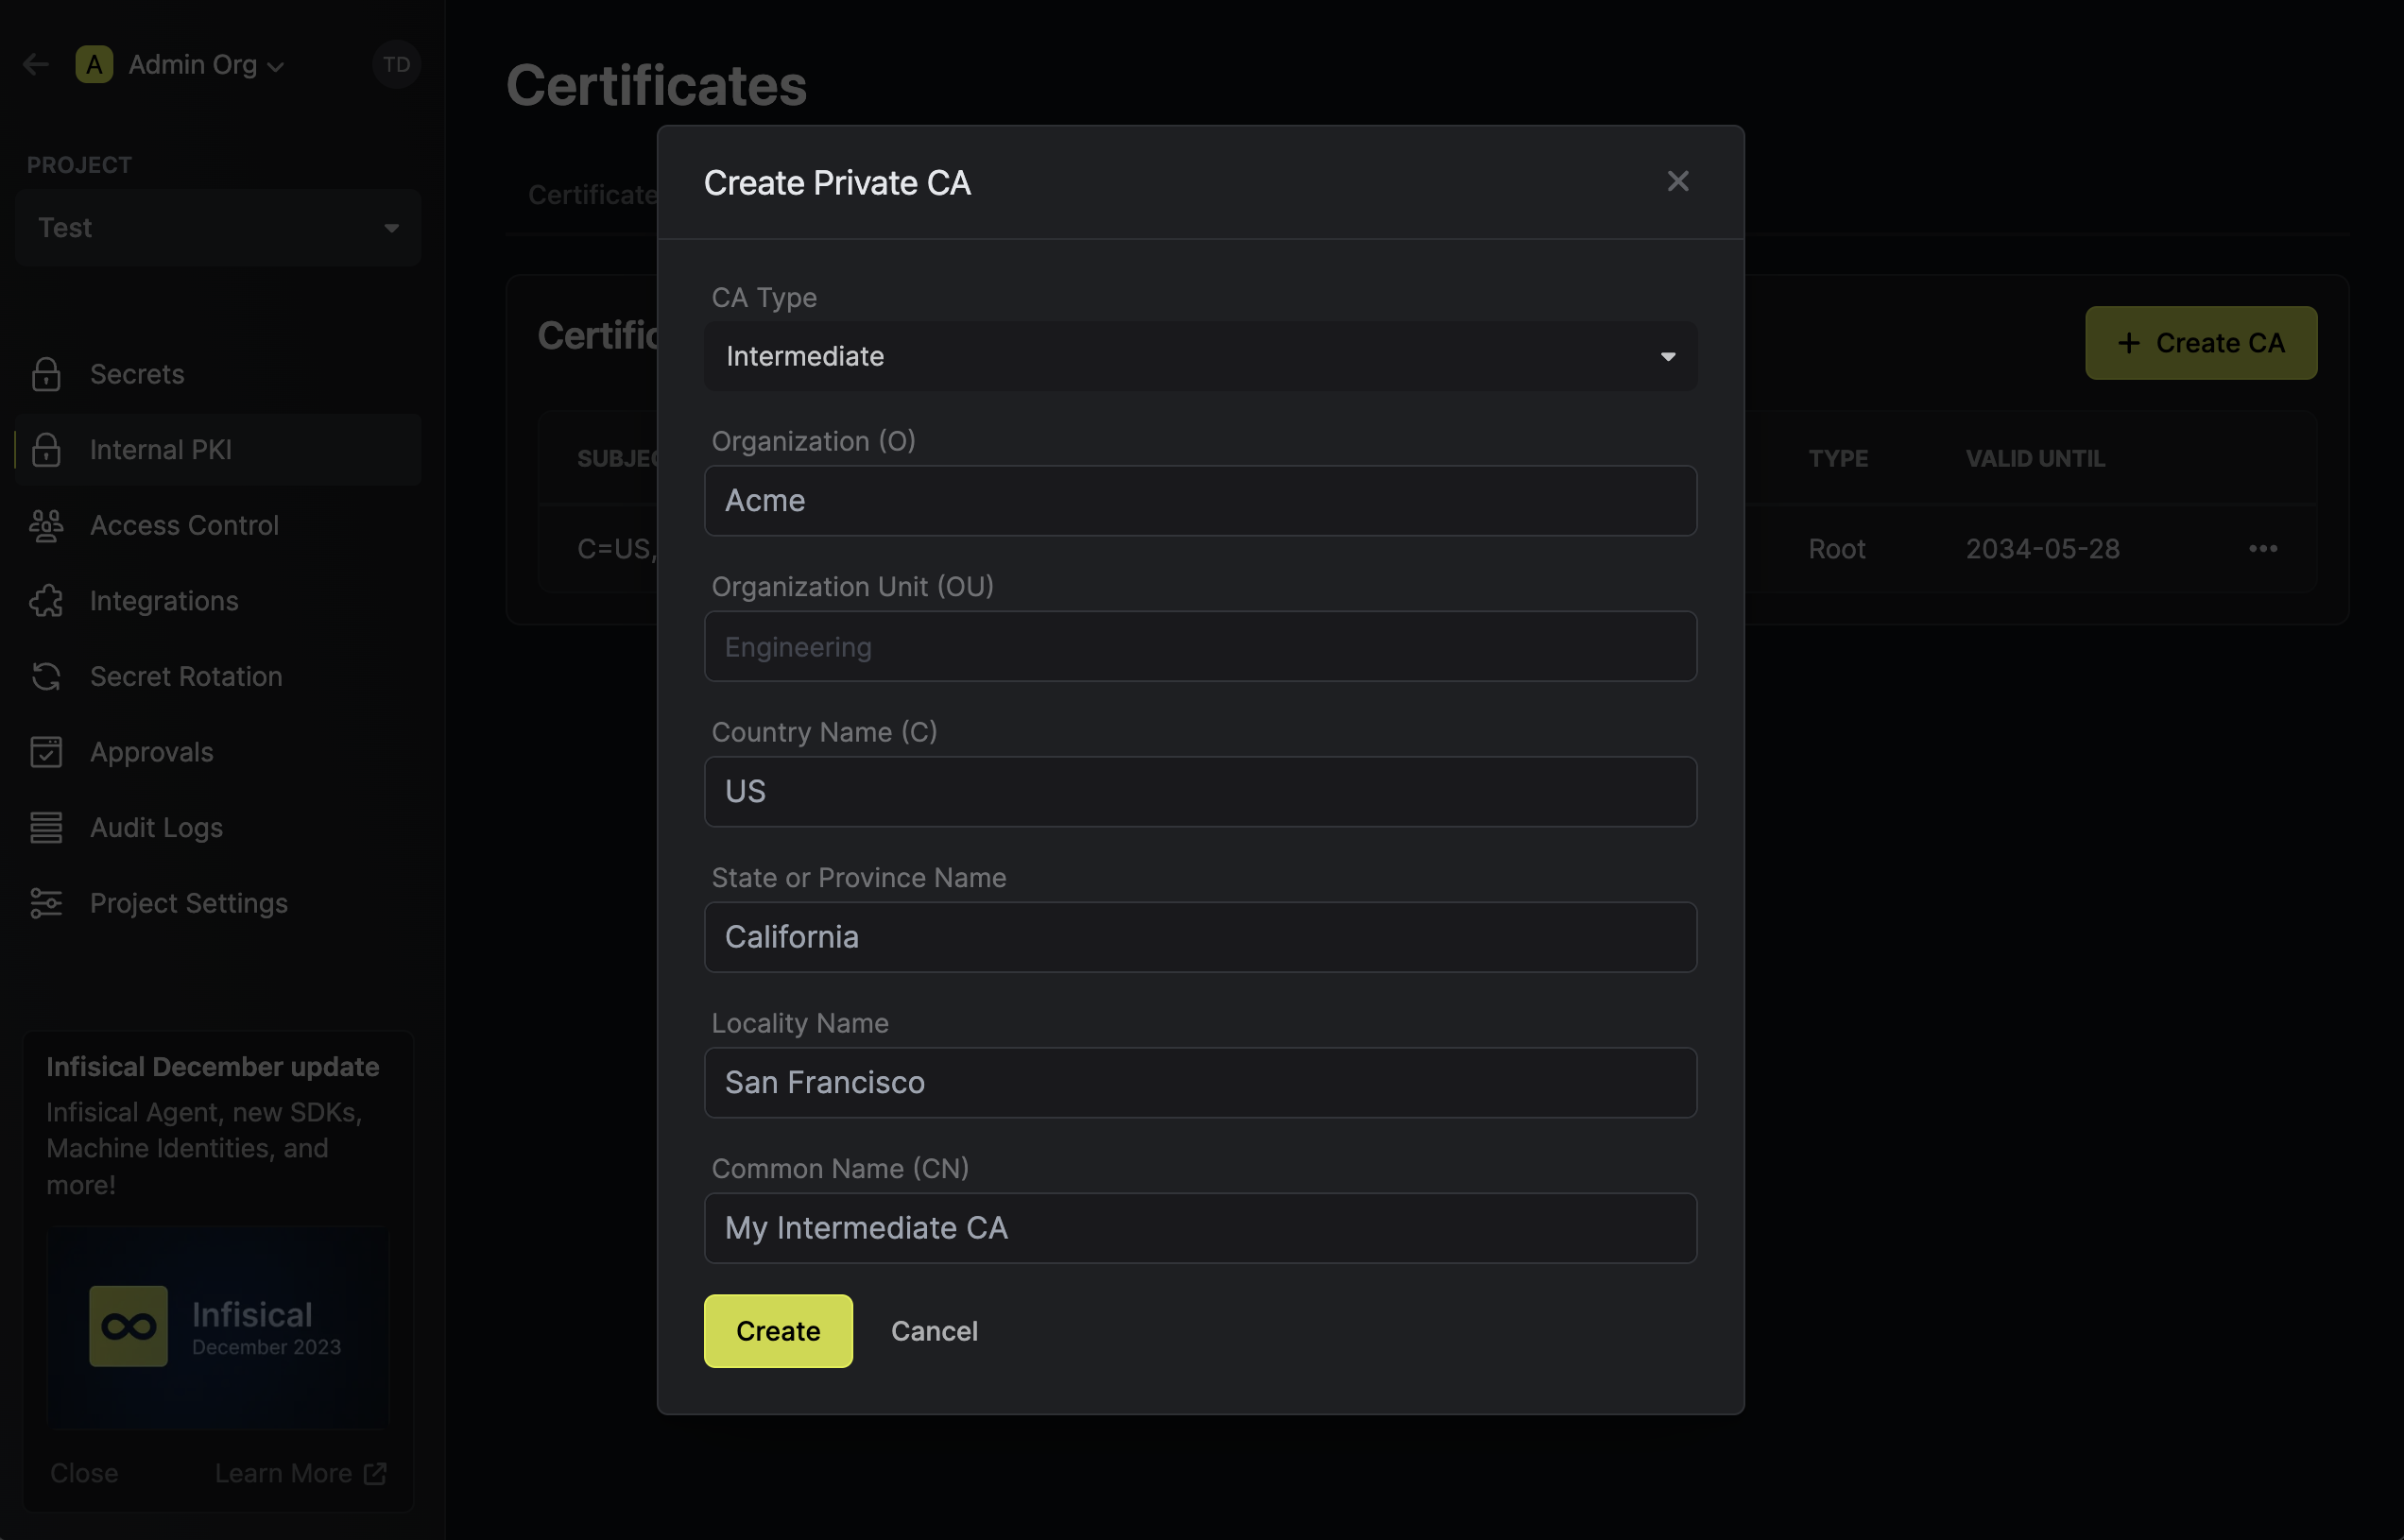 A Admin Org
TD
PROJECT
Test
Secrets
Internal PKI
Access Control
Integrations
Secret Rotation
Approvals
Audit Logs
Project Settings
Infisical December update
Infisical Agent, new SDKs,
Machine Identities, and
more!
Infisical
December 2023
Close
Learn More
Certificates
Certificate
Certific
+ Create CA
SUBJEC
TYPE
VALID UNTIL
C=US,
Root
2034-05-28
Create Private CA
CA Type
Intermediate
Organization (O)
Acme
Organization Unit (OU)
Engineering
Country Name (C)
US
State or Province Name
California
Locality Name
San Francisco
Common Name (CN)
My Intermediate CA
Create
Cancel